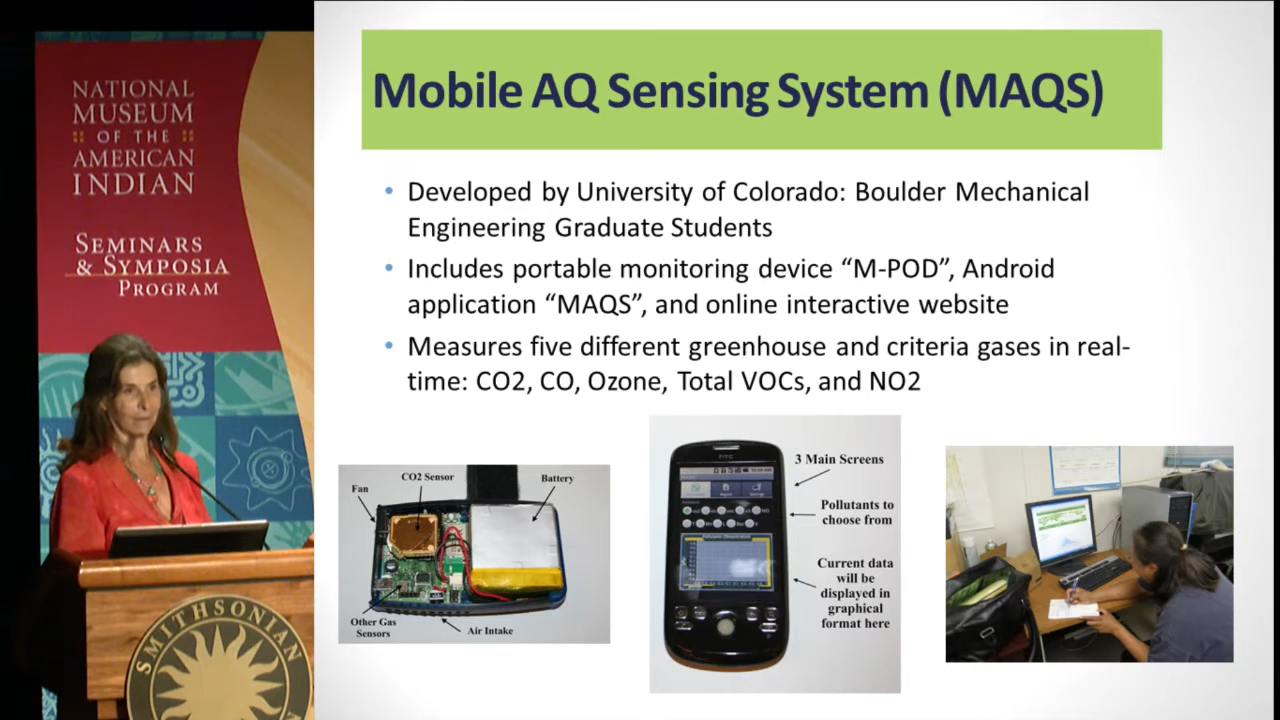 NATIONAL
MUSEUM
OF THE
AMERICAN
INDIAN
SEMINARS
& SYMPOSIA
PROGRAM
SMITHSONIAN
Mobile AQ Sensing System (MAQS)
• Developed by University of Colorado: Boulder Mechanical
Engineering Graduate Students
• Includes portable monitoring device “M-POD”, Android
application “MAQS”, and online interactive website
• Measures five different greenhouse and criteria gases in real-
time: CO2, CO, Ozone, Total VOCs, and NO2
Fan
CO2 Sensor
Battery
Other Gas
Sensors
Air Intake
hTC
3 Main Screens
Pollutants to
choose from
Current data
will be
displayed in
graphical
format here